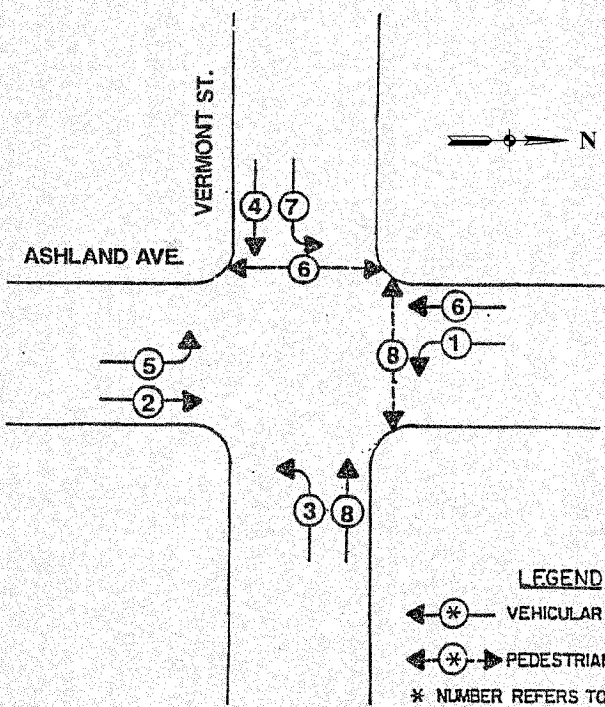 VERMONT ST.
N
4 7
ASHLAND AVE.
6
6
8
1
5
2
3 8
LEGEND
* VEHICULAR
* PEDESTRIAN
* NUMBER REFERS TO